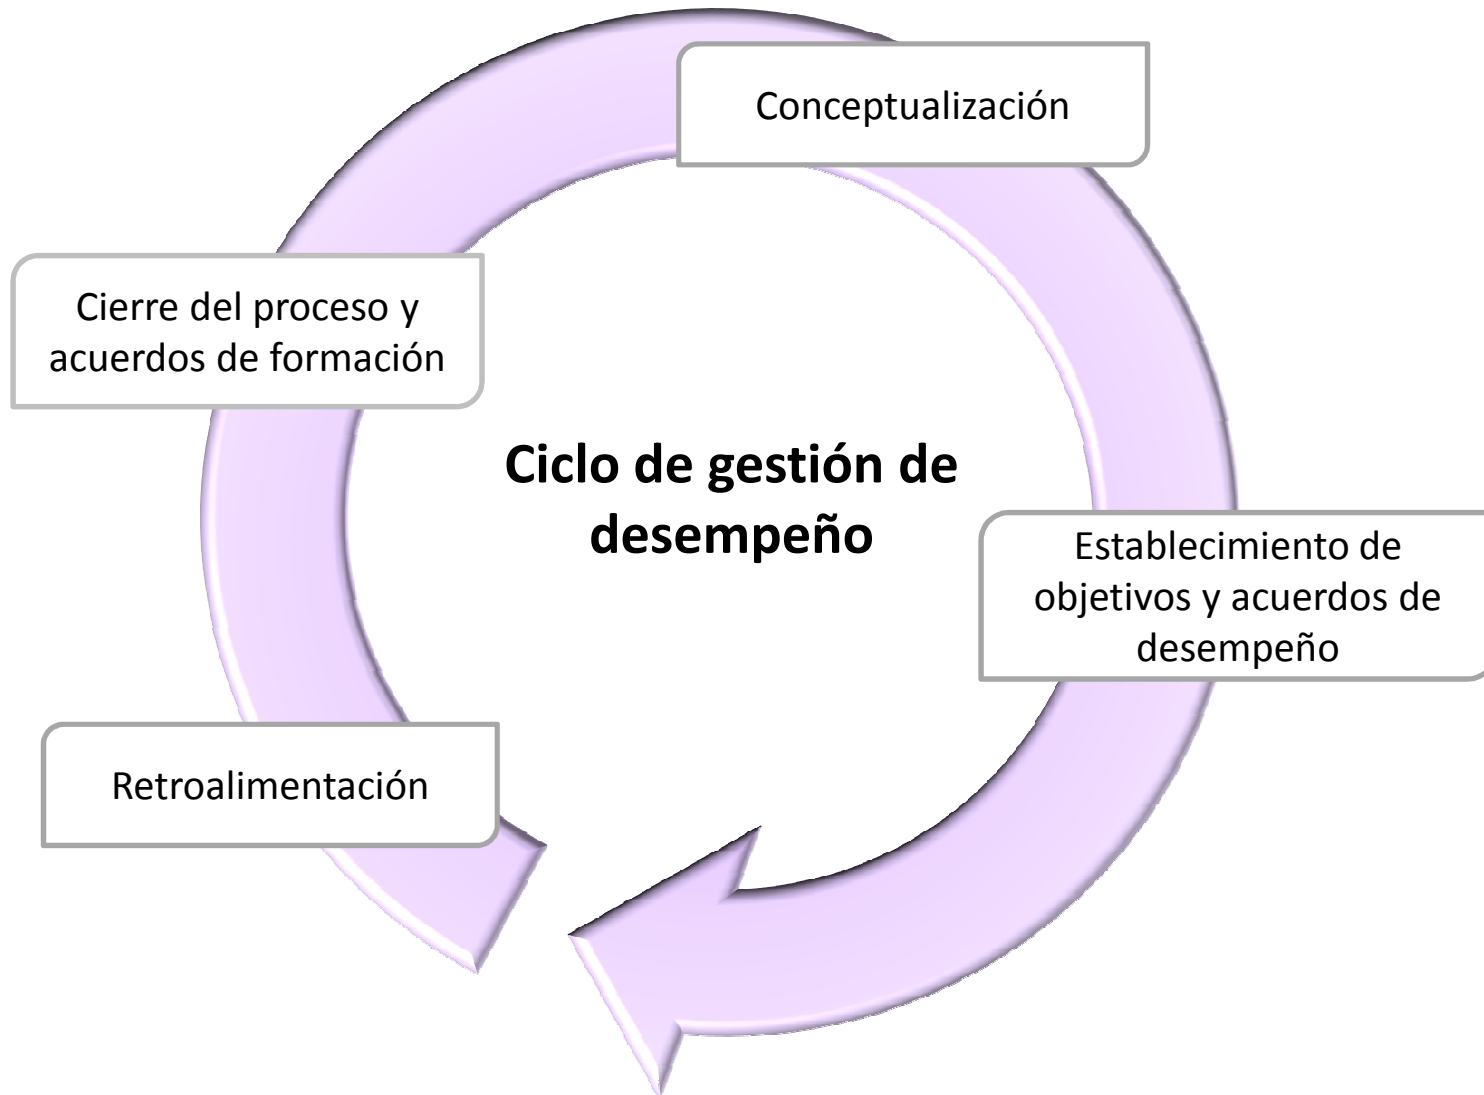 Conceptualización
Cierre del proceso y
acuerdos de formación
Ciclo de gestión de
desempeño
Establecimiento de
objetivos y acuerdos de
desempeño
Retroalimentación